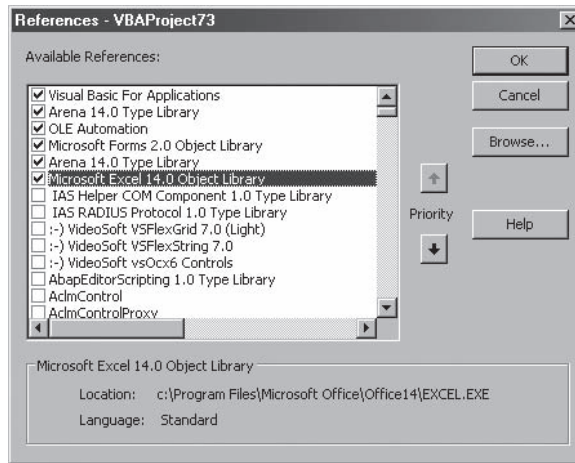 References - VBAProject73
Available References:
Visual Basic For Applications
Arena 14.0 Type Library
OLE Automation
Microsoft Forms 2.0 Object Library
Arena 14.0 Type Library
Microsoft Excel 14.0 Object Library
IAS Helper COM Component 1.0 Type Library
IAS RADIUS Protocol 1.0 Type Library
:-) VideoSoft VSFlexGrid 7.0 (Light)
:-) VideoSoft VSFlexString 7.0
:-) VideoSoft vsOcx6 Controls
AbapEditorScripting 1.0 Type Library
AclmControl
AclmControlProxy
Priority
OK
Cancel
Browse...
Help
Microsoft Excel 14.0 Object Library
Location: c:\Program Files\Microsoft Office\Office14\EXCEL.EXE
Language: Standard